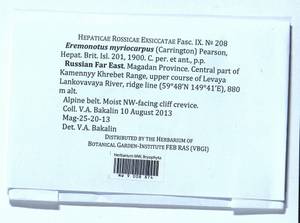 HEPATICAE ROSSICAE EXSICCATAE Fasc. IX. № 208
Eremonotus myriocarpus (Carrington) Pearson,
Hepat. Brit. Isl. 201, 1900. C. per. et ant., p.p.
Russian Far East. Magadan Province. Central part of
Kamennyy Khrebet Range, upper course of Levaya
Lankovavaya River, ridge line (59°48'N 149°41'E), 880
m alt.
Alpine belt. Moist NW-facing cliff crevice.
Coll. V.A. Bakalin 10 August 2013
Mag-25-20-13
Det. V.A. Bakalin
DISTRIBUTED BY THE HERBARIUM OF
BOTANICAL GARDEN-INSTITUTE FEB RAS (VBGI)
Herbarium MW, Bryophyta